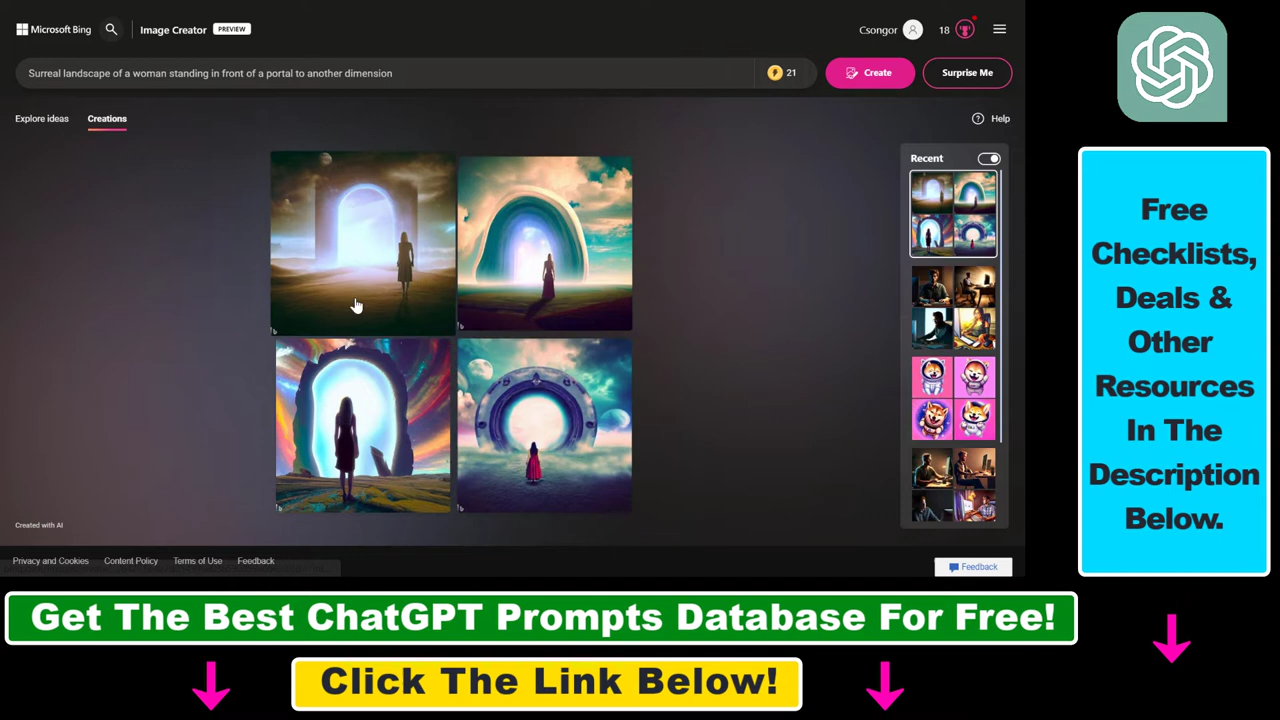 Microsoft Bing
Image Creator
PREVIEW
Csongor
18
Surreal landscape of a woman standing in front of a portal to another dimension
21
Create
Surprise Me
Explore ideas
Creations
Help
Recent
Created with AI
Privacy and Cookies
Content Policy
Terms of Use
Feedback
Feedback
Free
Checklists,
Deals &
Other
Resources
In The
Description
Below.
Get The Best ChatGPT Prompts Database For Free!
Click The Link Below!